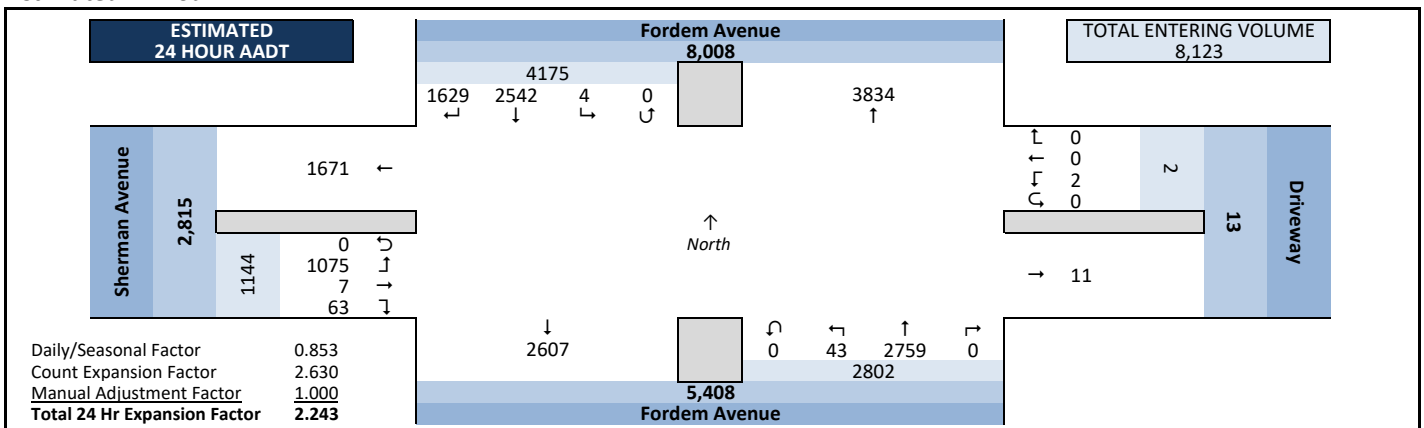 ESTIMATED
24 HOUR AADT
Fordem Avenue
8,008
TOTAL ENTERING VOLUME
8,123
4175
1629 2542 4 0
↵ ↓ ↳ ↺
3834
↑
Sherman Avenue
2,815
1671 ←
1144
0
1075
7 →
63
↑
North
0
← 0
2
0
2
13
Driveway
→ 11
↓
2607
↑
0 43 2759 0
2802
5,408
Fordem Avenue
Daily/Seasonal Factor 0.853
Count Expansion Factor 2.630
Manual Adjustment Factor 1.000
Total 24 Hr Expansion Factor 2.243